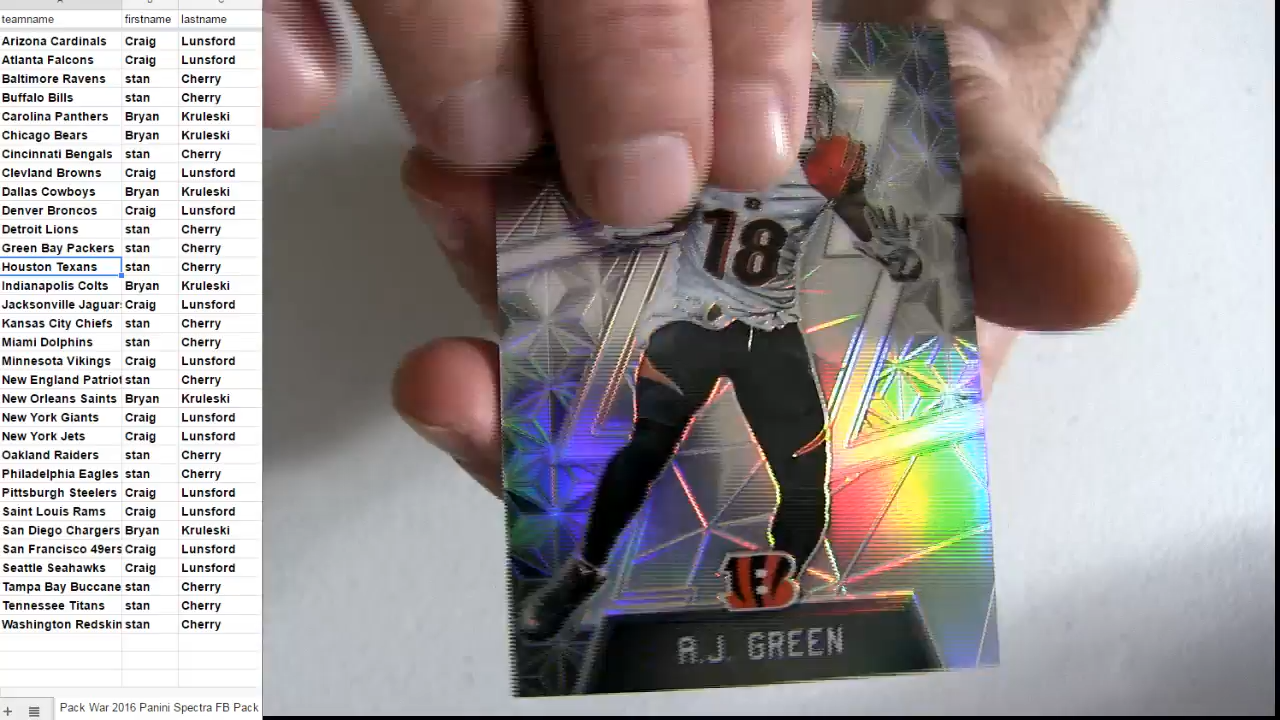 teamname firstname lastname
Arizona Cardinals Craig Lunsford
Atlanta Falcons Craig Lunsford
Baltimore Ravens stan Cherry
Buffalo Bills stan Cherry
Carolina Panthers Bryan Kruleski
Chicago Bears Bryan Kruleski
Cincinnati Bengals stan Cherry
Clevland Browns Craig Lunsford
Dallas Cowboys Bryan Kruleski
Denver Broncos Craig Lunsford
Detroit Lions stan Cherry
Green Bay Packers stan Cherry
Houston Texans stan Cherry
Indianapolis Colts Bryan Kruleski
Jacksonville Jaguar Craig Lunsford
Kansas City Chiefs stan Cherry
Miami Dolphins stan Cherry
Minnesota Vikings Craig Lunsford
New England Patriot stan Cherry
New Orleans Saints Bryan Kruleski
New York Giants Craig Lunsford
New York Jets Craig Lunsford
Oakland Raiders stan Cherry
Philadelphia Eagles stan Cherry
Pittsburgh Steelers Craig Lunsford
Saint Louis Rams Craig Lunsford
San Diego Chargers Bryan Kruleski
San Francisco 49ers Craig Lunsford
Seattle Seahawks Craig Lunsford
Tampa Bay Buccane stan Cherry
Tennessee Titans stan Cherry
Washington Redskin stan Cherry
Pack War 2016 Panini Spectra FB Pack
18
B
A.J. GREEN